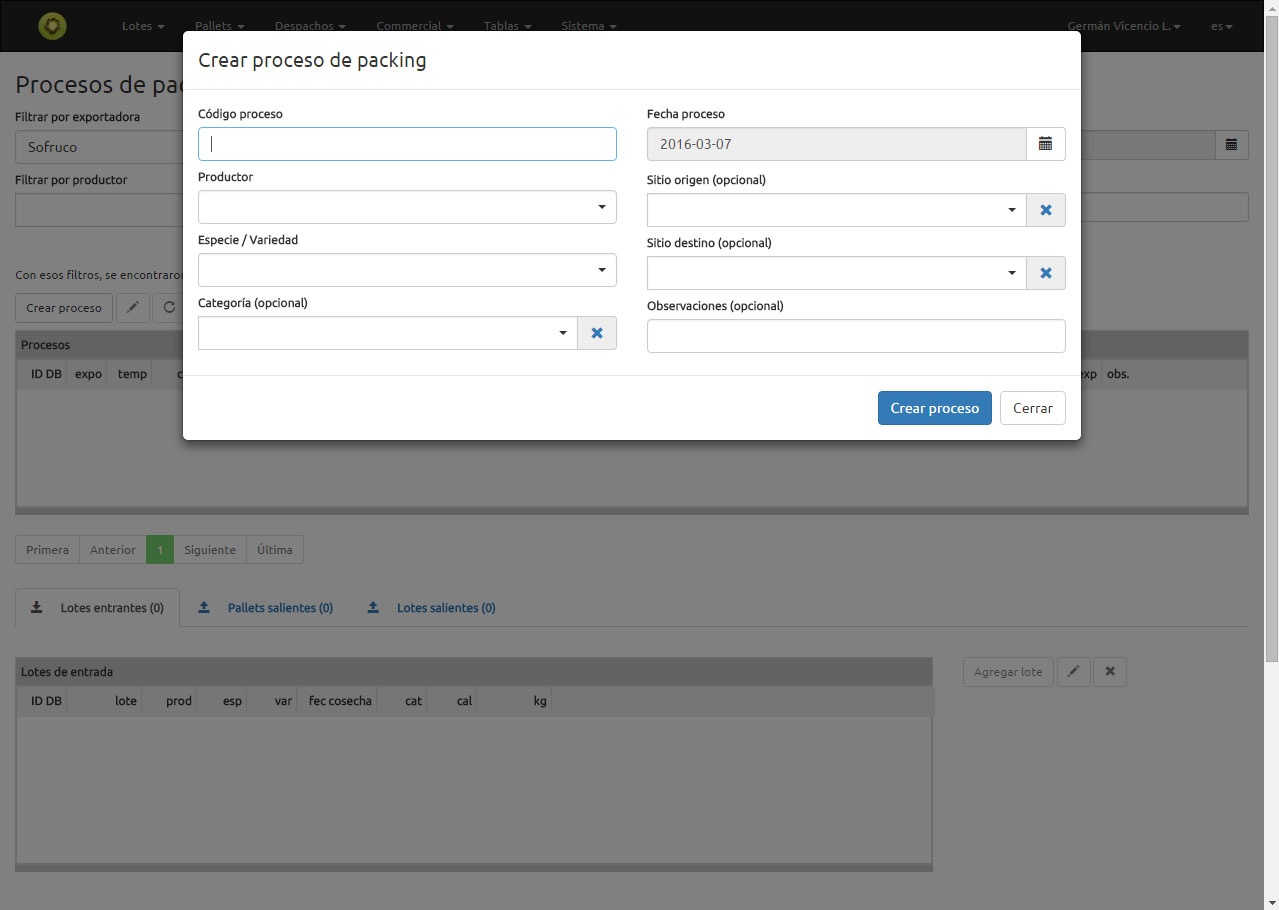 Lotes Pallets Despachos Commercial Tablas Sistema Germán Vicencio L. es
Crear proceso de packing
Procesos de pac
Filtrar por exportadora
Sofruco
Filtrar por productor
Código proceso
Fecha proceso
2016-03-07
Productor
Sitio origen (opcional)
Especie / Variedad
Sitio destino (opcional)
Categoría (opcional)
Observaciones (opcional)
Crear proceso Cerrar
Con esos filtros, se encontraron
Crear proceso
Procesos
ID DB expo temp c exp obs.
Primera Anterior 1 Siguiente Última
Lotes entrantes (0) Pallets salientes (0) Lotes salientes (0)
Lotes de entrada
ID DB lote prod esp var fec cosecha cat cal kg
Agregar lote